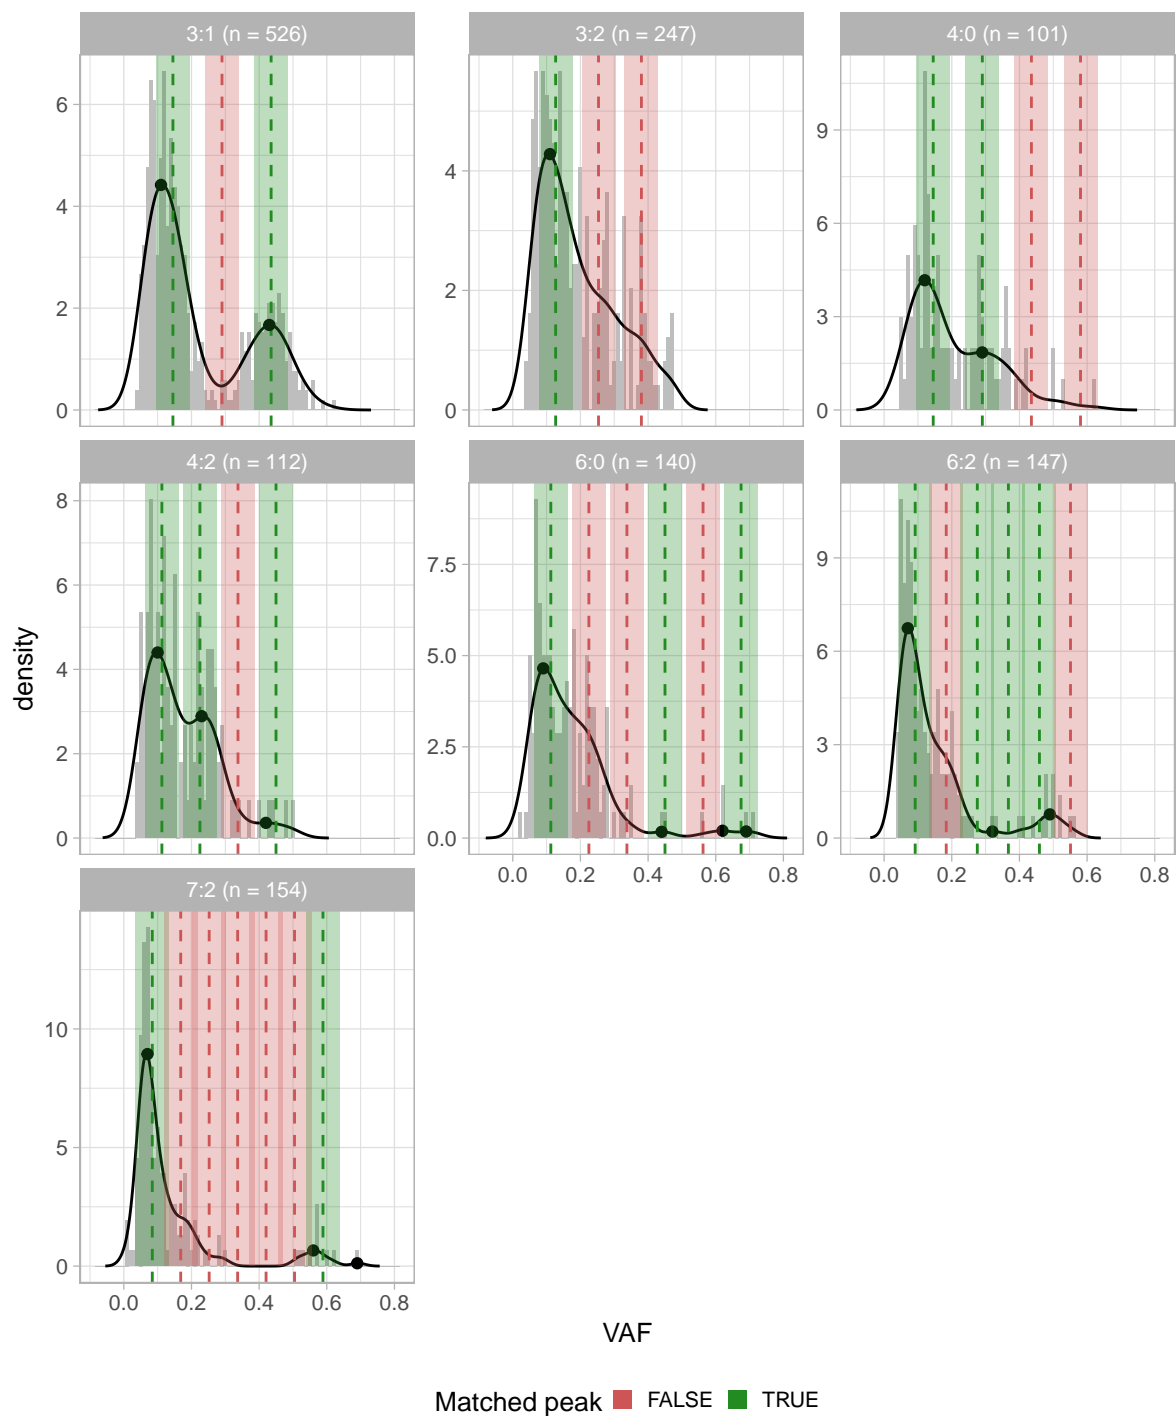 3:1 (n = 526)
3:2 (n = 247)
4:0 (n = 101)
6
4
2
0
4
2
0
9
6
3
0
4:2 (n = 112)
6:0 (n = 140)
6:2 (n = 147)
8
6
4
2
0
7.5
5.0
2.5
0.0
9
6
3
0
0.0 0.2 0.4 0.6 0.8
0.0 0.2 0.4 0.6 0.8
7:2 (n = 154)
10
5
0
0.0 0.2 0.4 0.6 0.8
density
VAF
Matched peak FALSE TRUE